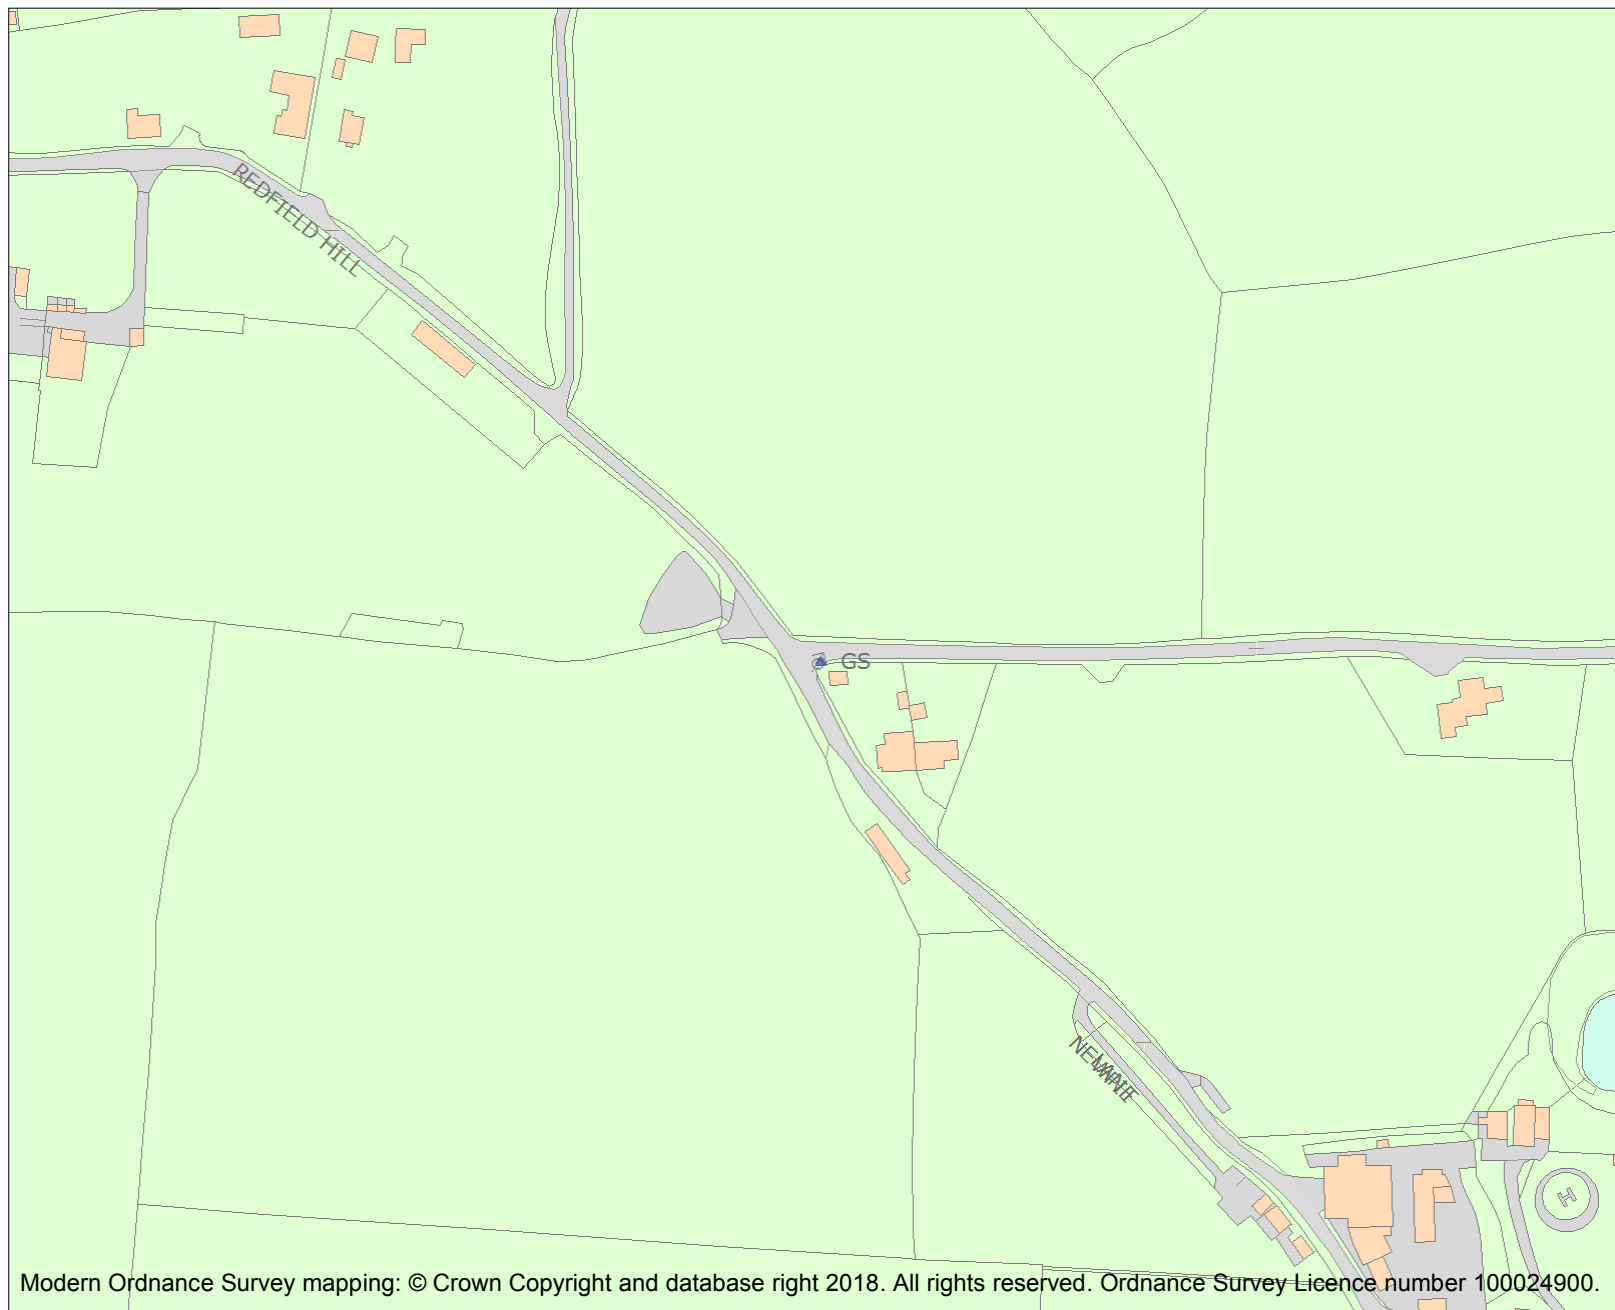 REDFIELD HILL
GS
H
Modern Ordnance Survey mapping: © Crown Copyright and database right 2018. All rights reserved. Ordnance Survey Licence number 100024900.